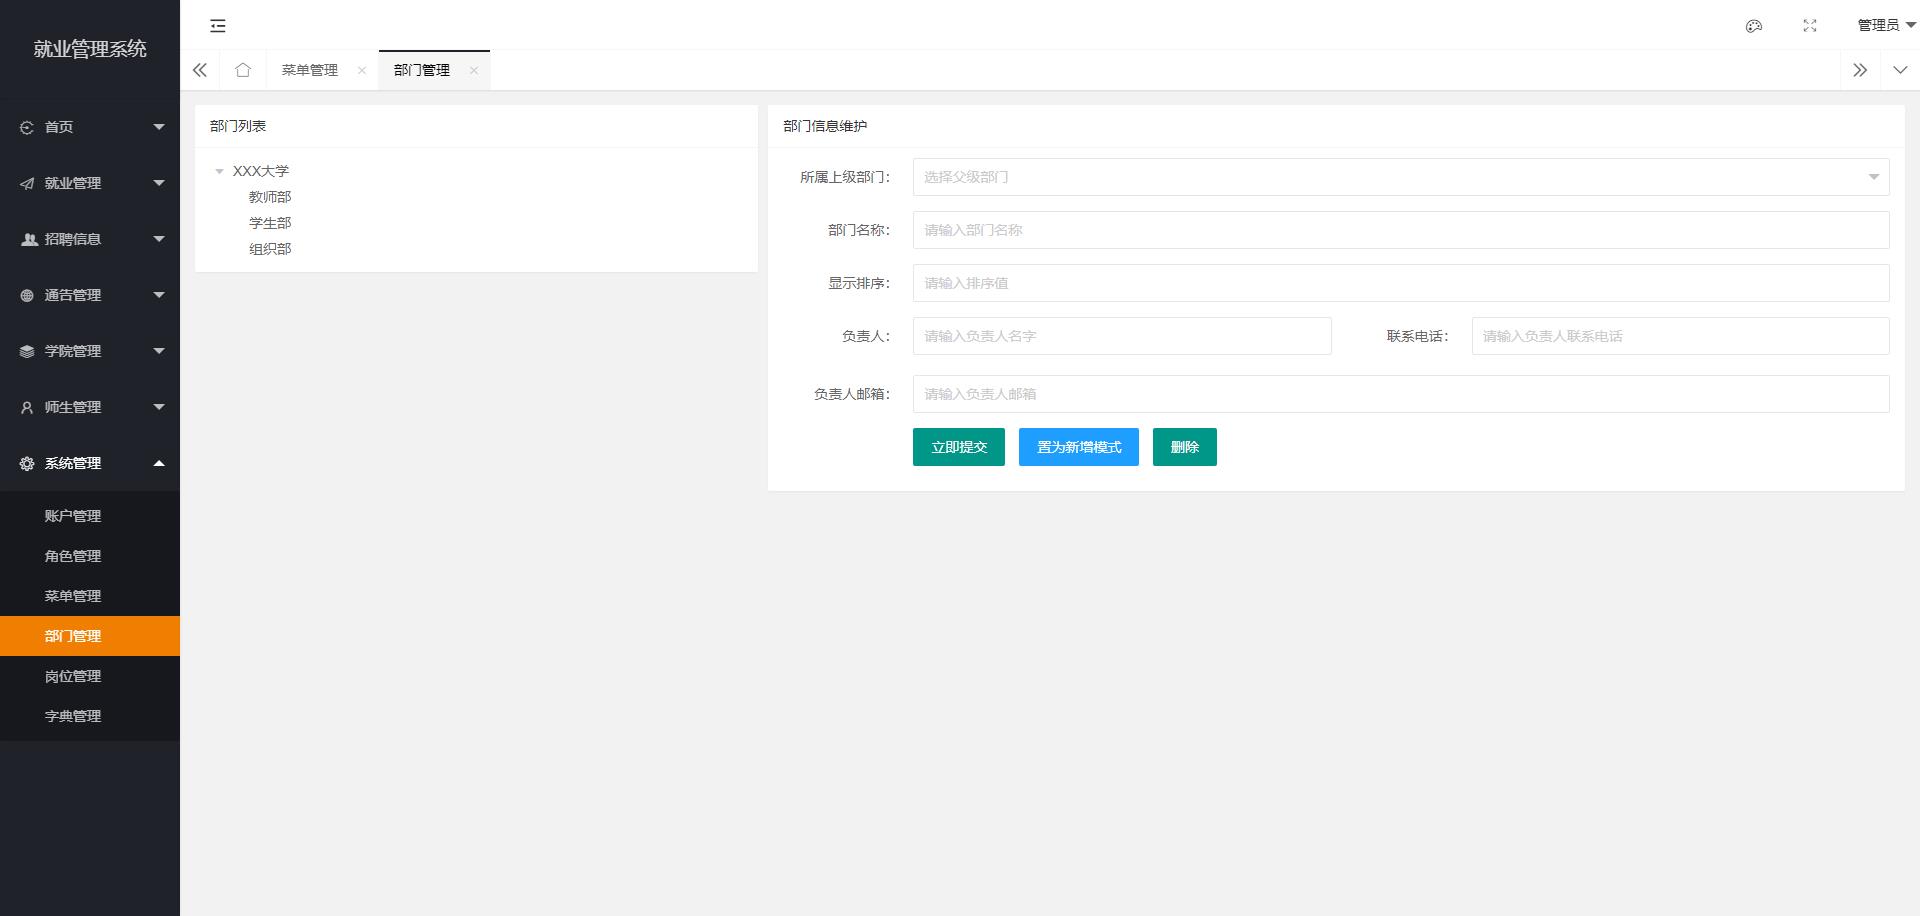 就业管理系统
首页
就业管理
招聘信息
通告管理
学院管理
师生管理
系统管理
账户管理
角色管理
菜单管理
部门管理
岗位管理
字典管理
管理员
菜单管理
部门管理
部门列表
XXX大学
教师部
学生部
组织部
部门信息维护
所属上级部门： 选择父级部门
部门名称： 请输入部门名称
显示排序： 请输入排序值
负责人： 请输入负责人名字 联系电话： 请输入负责人联系电话
负责人邮箱： 请输入负责人邮箱
立即提交 置为新增模式 删除